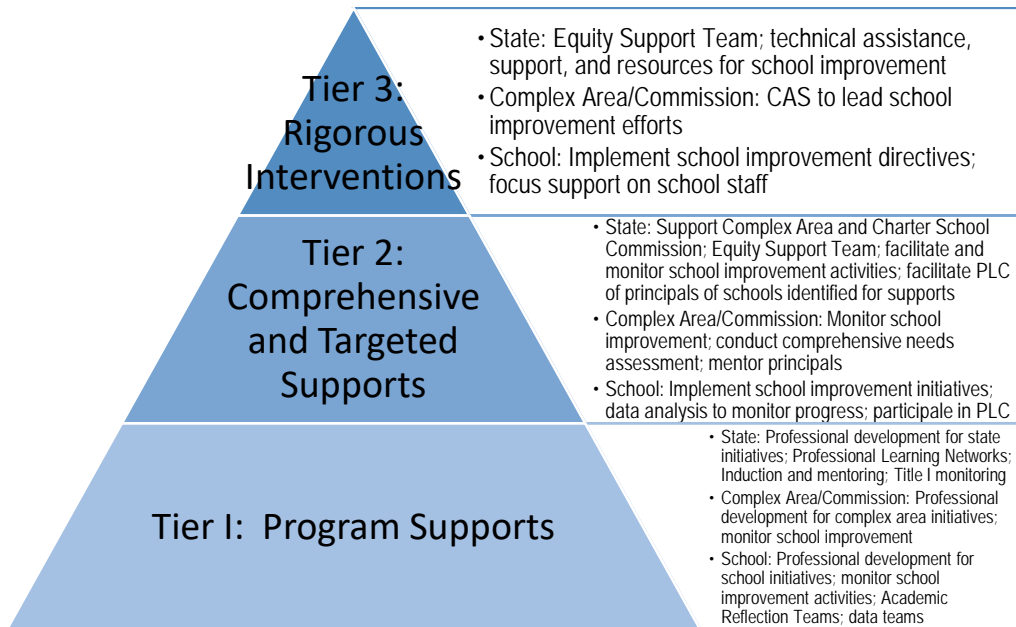 Tier 3:
Rigorous
Interventions
• State: Equity Support Team; technical assistance,
support, and resources for school improvement
• Complex Area/Commission: CAS to lead school
improvement efforts
• School: Implement school improvement directives;
focus support on school staff
Tier 2:
Comprehensive
and Targeted
Supports
• State: Support Complex Area and Charter School
Commission; Equity Support Team; facilitate and
monitor school improvement activities; facilitate PLC
of principals of schools identified for supports
• Complex Area/Commission: Monitor school
improvement; conduct comprehensive needs
assessment; mentor principals
• School: Implement school improvement initiatives;
data analysis to monitor progress; participale in PLC
Tier I: Program Supports
• State: Professional development for state
initiatives; Professional Learning Networks;
Induction and mentoring; Title I monitoring
• Complex Area/Commission: Professional
development for complex area initiatives;
monitor school improvement
• School: Professional development for
school initiatives; monitor school
improvement activities; Academic
Reflection Teams; data teams